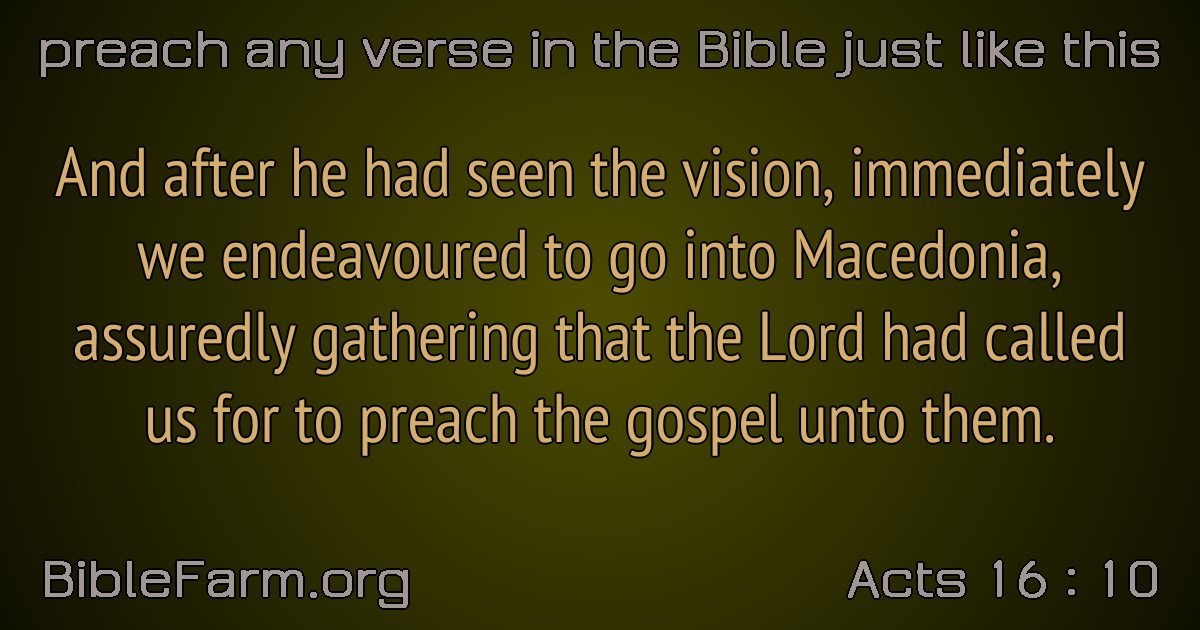 preach any verse in the Bible just like this
And after he had seen the vision, immediately
we endeavoured to go into Macedonia,
assuredly gathering that the Lord had called
us for to preach the gospel unto them.
BibleFarm.org
Acts 16 : 10